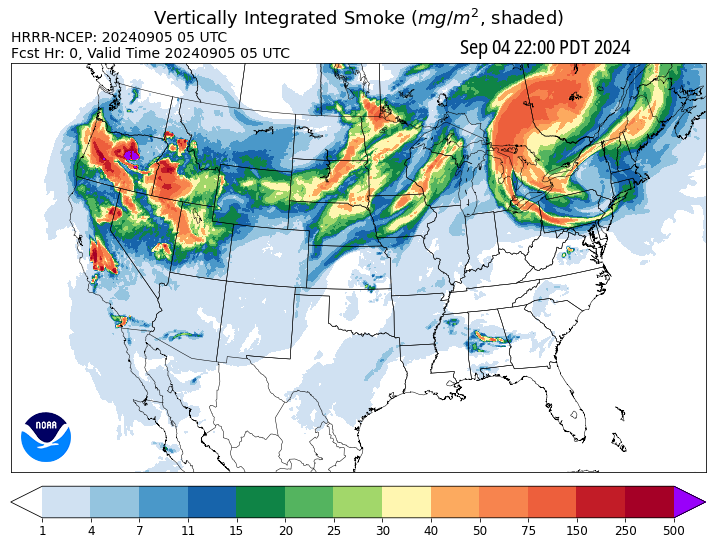 Vertically Integrated Smoke (mg/m², shaded)
HRRR-NCEP: 20240905 05 UTC
Fcst Hr: 0, Valid Time 20240905 05 UTC
Sep 04 22:00 PDT 2024
NOAA
1 4 7 11 15 20 25 30 40 50 75 150 250 500